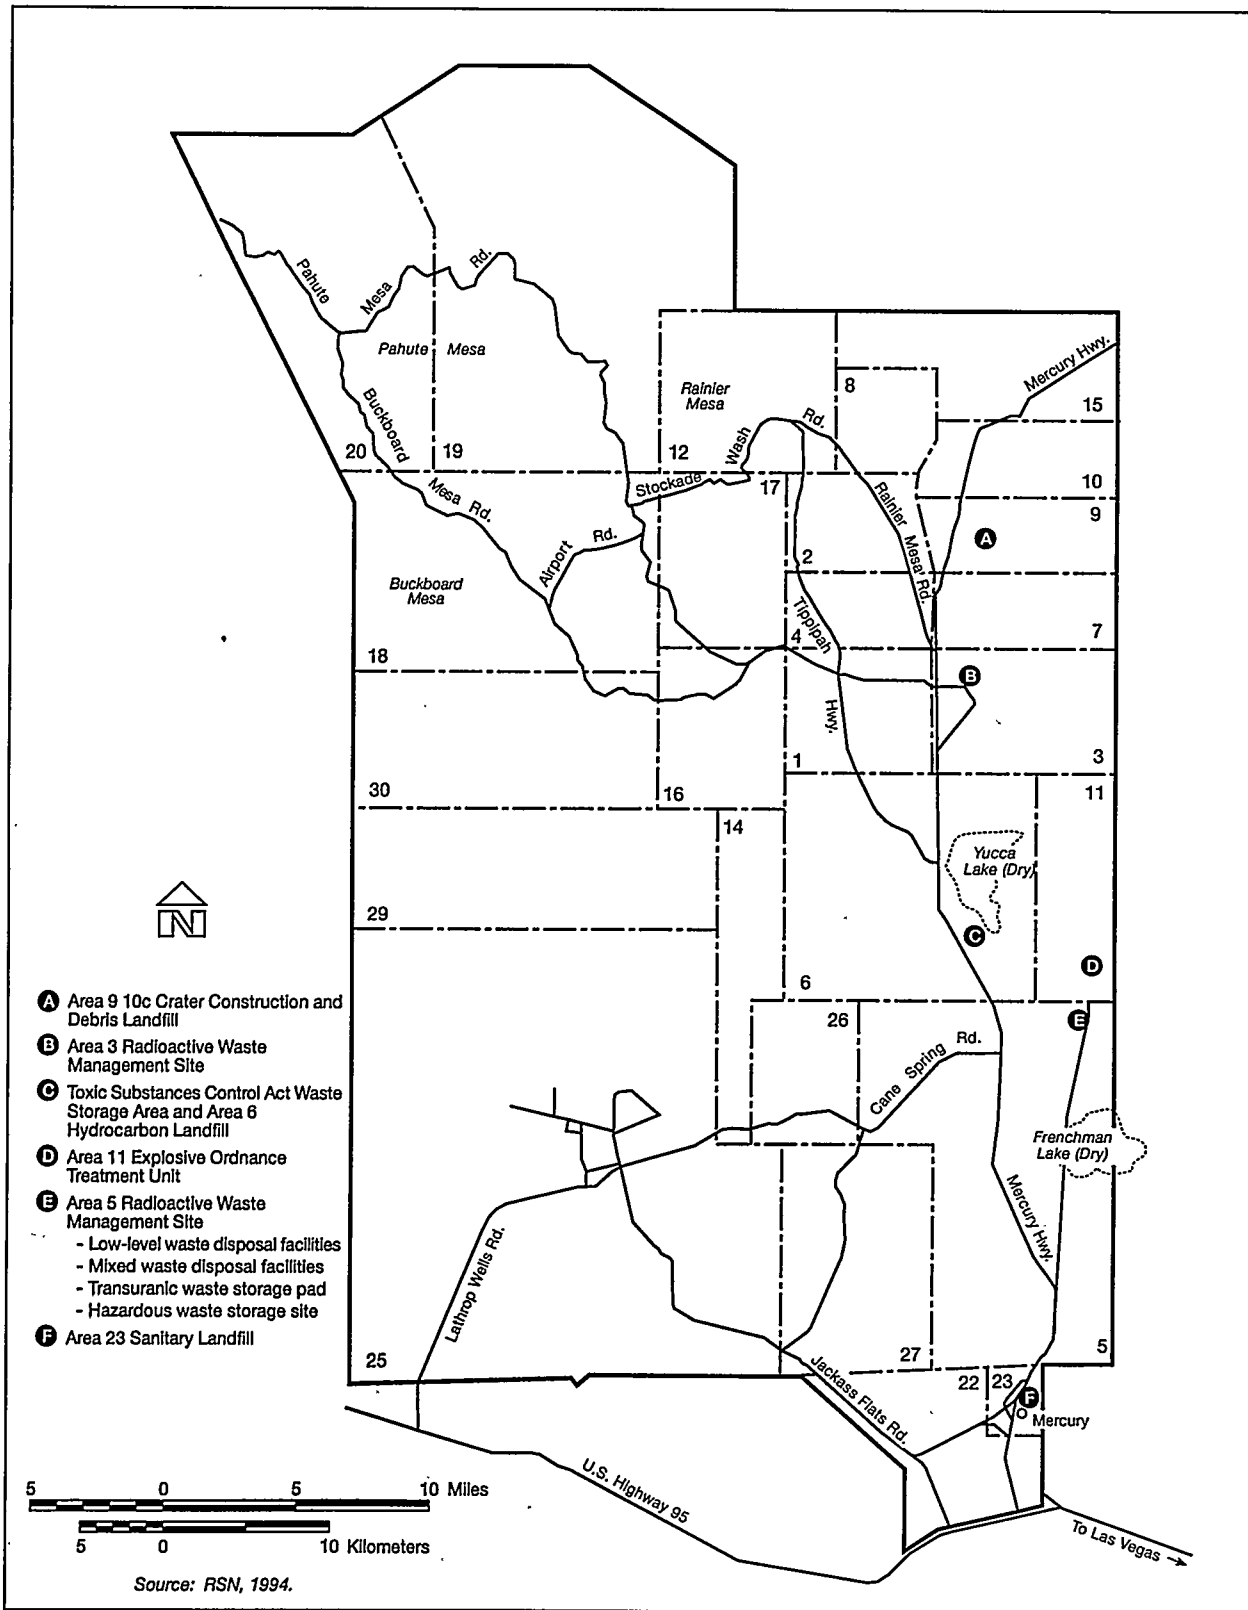 Pahute Mesa Rd.
Pahute Mesa
Buckboard Mesa Rd.
20
19
Rainier
Mesa
8
Mercury Hwy.
15
12
Stockade Wash Rd.
17
10
9
Rainier Mesa Rd.
A
Airport Rd.
2
Buckboard
Mesa
Tippipah Hwy.
4
7
18
B
1
3
30
16
11
14
Yucca
Lake (Dry)
29
C
D
6
E
26
Cane Spring Rd.
Frenchman
Lake (Dry)
Mercury Hwy.
Lathrop Wells Rd.
25
27
5
Jackass Flats Rd.
22
23
F
Mercury
U.S. Highway 95
To Las Vegas
N
A Area 9 10c Crater Construction and
Debris Landfill
B Area 3 Radioactive Waste
Management Site
C Toxic Substances Control Act Waste
Storage Area and Area 6
Hydrocarbon Landfill
D Area 11 Explosive Ordnance
Treatment Unit
E Area 5 Radioactive Waste
Management Site
- Low-level waste disposal facilities
- Mixed waste disposal facilities
- Transuranic waste storage pad
- Hazardous waste storage site
F Area 23 Sanitary Landfill
5 0 5 10 Miles
5 0 10 Kilometers
Source: RSN, 1994.